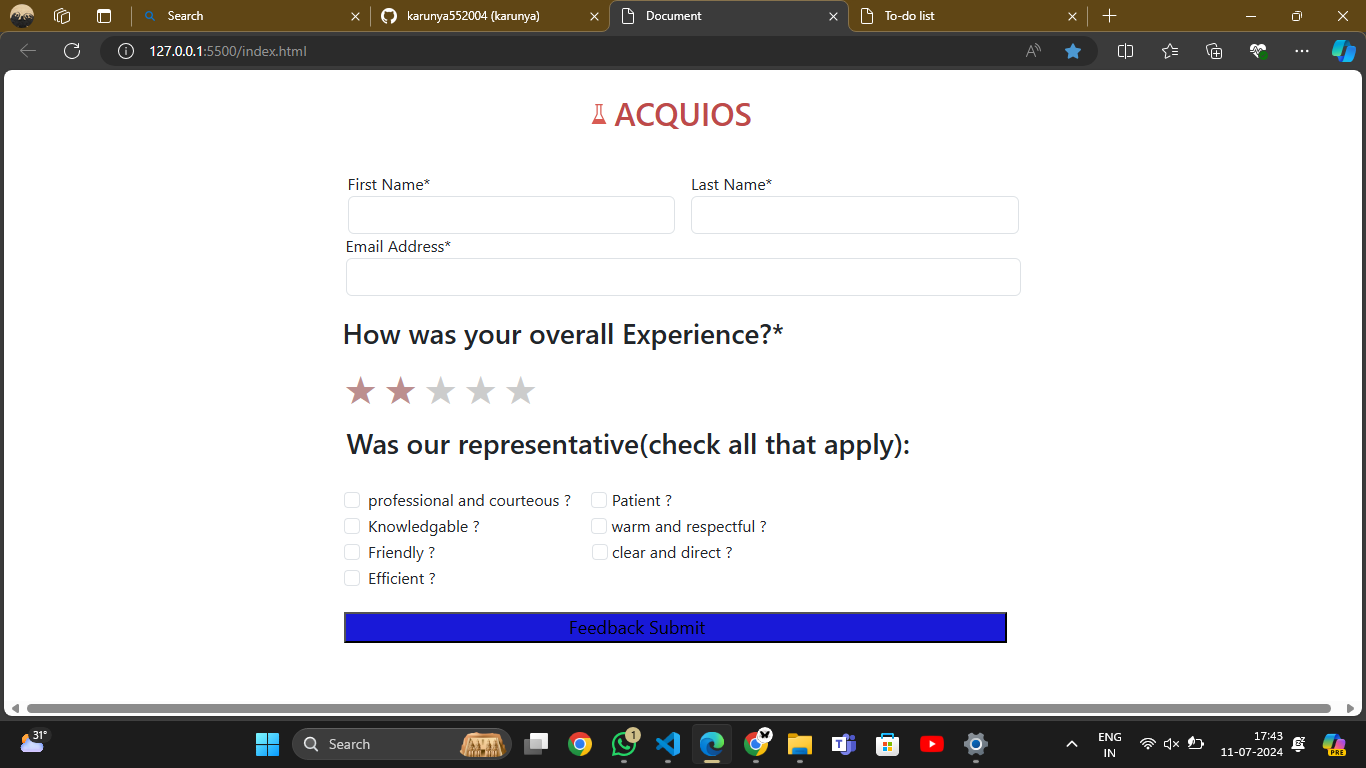 Search
karunya552004 (karunya)
Document
To-do list
127.0.0.1:5500/index.html
ACQUIOS
First Name* Last Name*
Email Address*
How was your overall Experience?*
Was our representative(check all that apply):
professional and courteous ? Patient ?
Knowledgable ? warm and respectful ?
Friendly ? clear and direct ?
Efficient ?
Feedback Submit
31°
Search
1
ENG
IN
17:43
11-07-2024
PRE